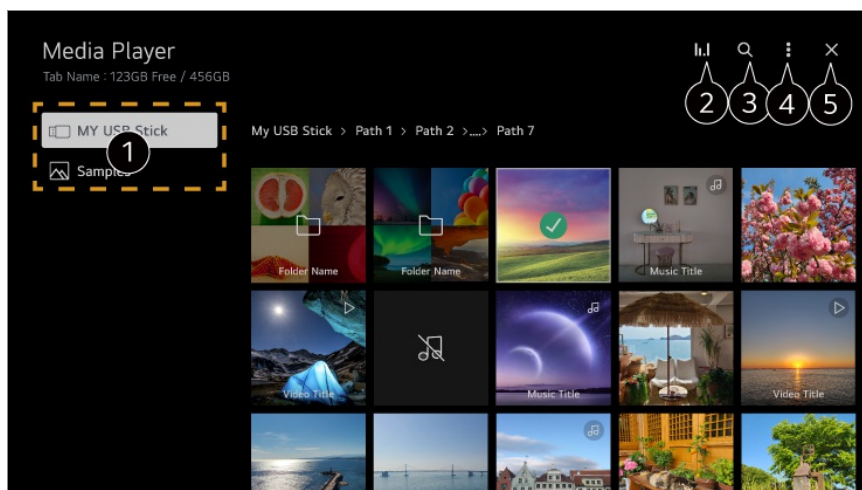 Media Player
Tab Name : 123GB Free / 456GB
2 3 4 5
MY USB Stick
1
Samples
My USB Stick > Path 1 > Path 2 >....> Path 7
Folder Name
Folder Name
Music Title
Video Title
Music Title
Video Title